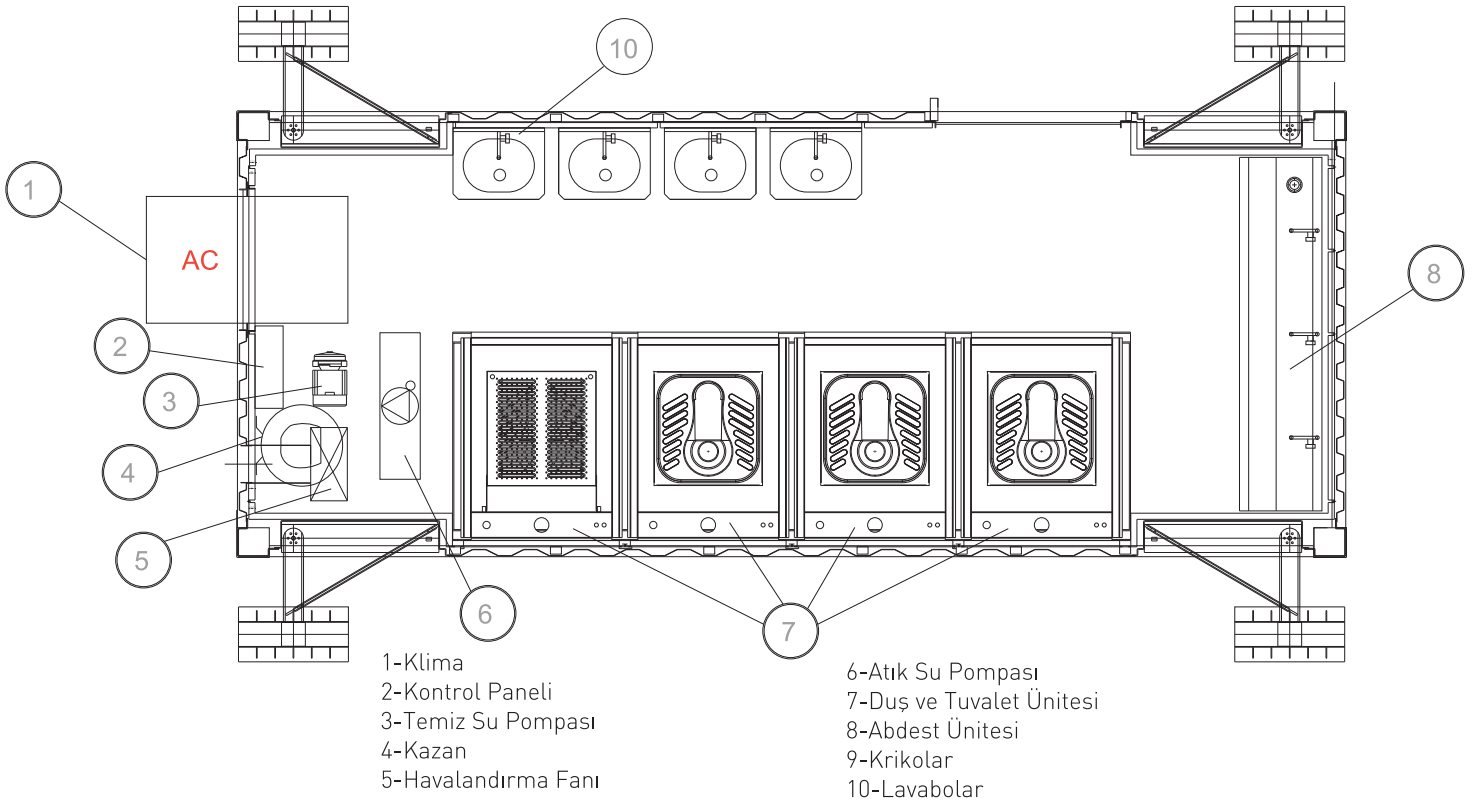 10
1
AC
8
2
3
4
5
6
7
1-Klima
2-Kontrol Paneli
3-Temiz Su Pompası
4-Kazan
5-Havalandırma Fanı
6-Atık Su Pompası
7-Duş ve Tuvalet Ünitesi
8-Abdest Ünitesi
9-Krikolar
10-Lavabolar